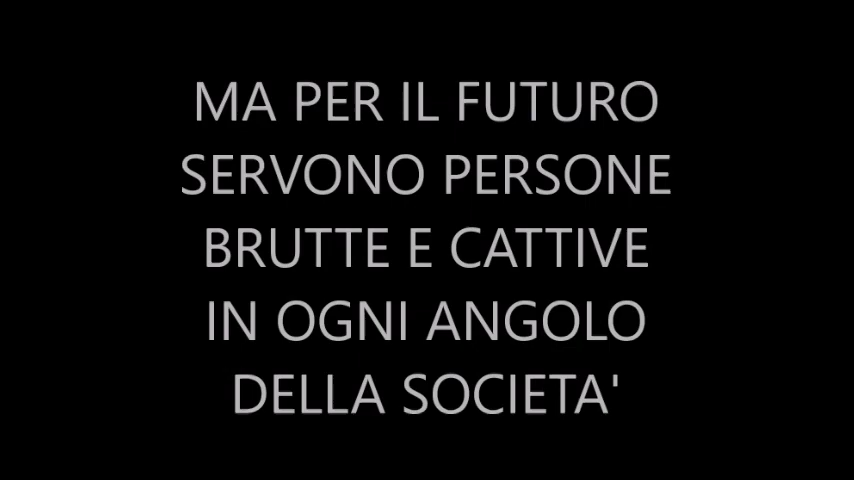 MA PER IL FUTURO
SERVONO PERSONE
BRUTTE E CATTIVE
IN OGNI ANGOLO
DELLA SOCIETA'